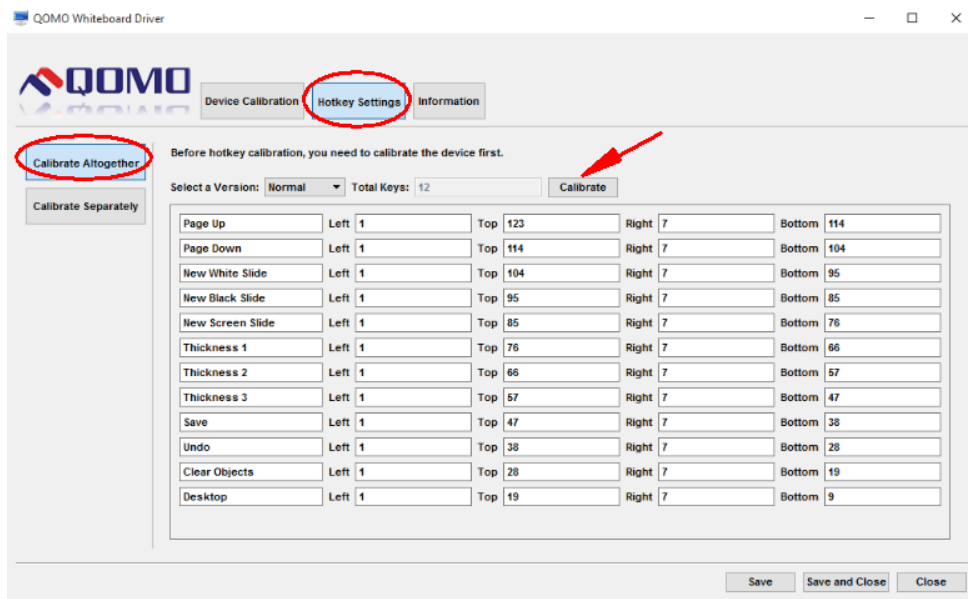 QOMO Whiteboard Driver
QOMO
Device Calibration Hotkey Settings Information
Calibrate Altogether
Calibrate Separately
Before hotkey calibration, you need to calibrate the device first.
Select a Version: Normal Total Keys: 12 Calibrate
Page Up Left 1 Top 123 Right 7 Bottom 114
Page Down Left 1 Top 114 Right 7 Bottom 104
New White Slide Left 1 Top 104 Right 7 Bottom 95
New Black Slide Left 1 Top 95 Right 7 Bottom 85
New Screen Slide Left 1 Top 85 Right 7 Bottom 76
Thickness 1 Left 1 Top 76 Right 7 Bottom 66
Thickness 2 Left 1 Top 66 Right 7 Bottom 57
Thickness 3 Left 1 Top 57 Right 7 Bottom 47
Save Left 1 Top 47 Right 7 Bottom 38
Undo Left 1 Top 38 Right 7 Bottom 28
Clear Objects Left 1 Top 28 Right 7 Bottom 19
Desktop Left 1 Top 19 Right 7 Bottom 9
Save Save and Close Close